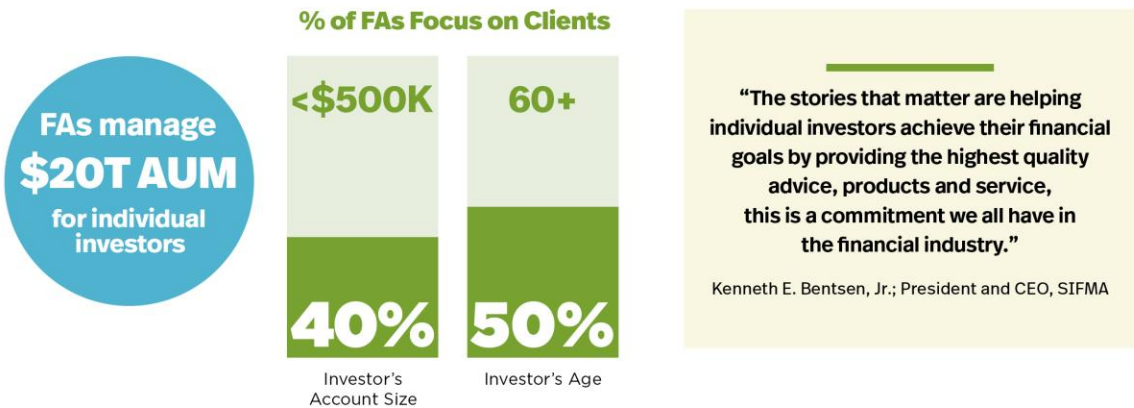 FAs manage
$20T AUM
for individual
investors
% of FAs Focus on Clients
<$500K
40%
Investor's
Account Size
60+
50%
Investor's Age
“The stories that matter are helping
individual investors achieve their financial
goals by providing the highest quality
advice, products and service,
this is a commitment we all have in
the financial industry.”
Kenneth E. Bentsen, Jr.; President and CEO, SIFMA